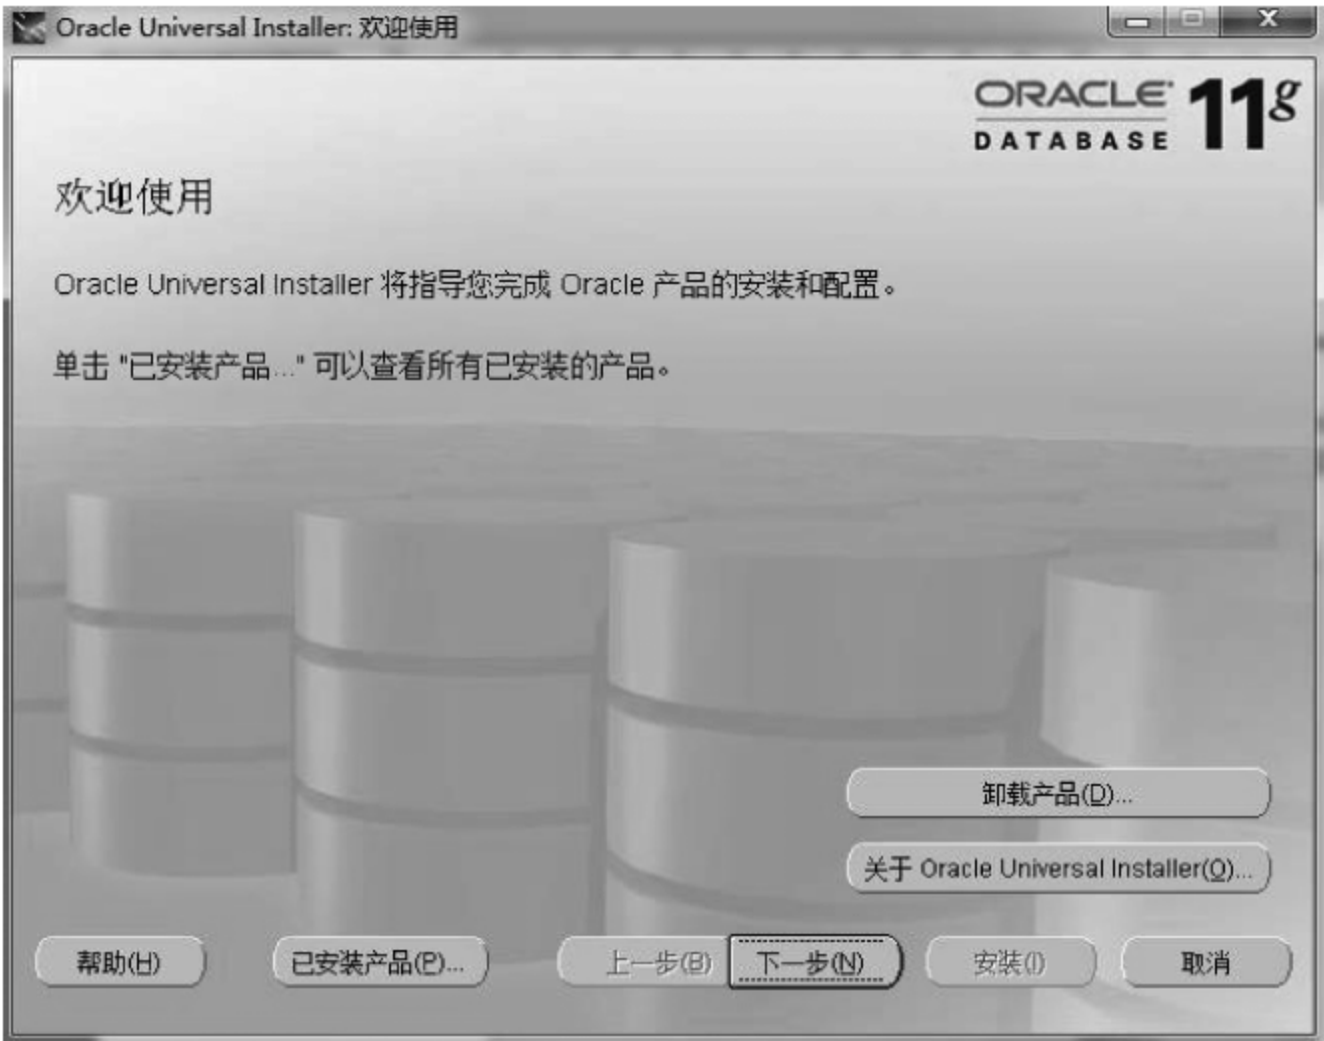 Oracle Universal Installer: 欢迎使用
ORACLE 11g
DATABASE
欢迎使用
Oracle Universal Installer 将指导您完成 Oracle 产品的安装和配置。
单击 "已安装产品..." 可以查看所有已安装的产品。
卸载产品(D)...
关于 Oracle Universal Installer(O)...
帮助(H) 已安装产品(P)... 上一步(B) 下一步(N) 安装(I) 取消